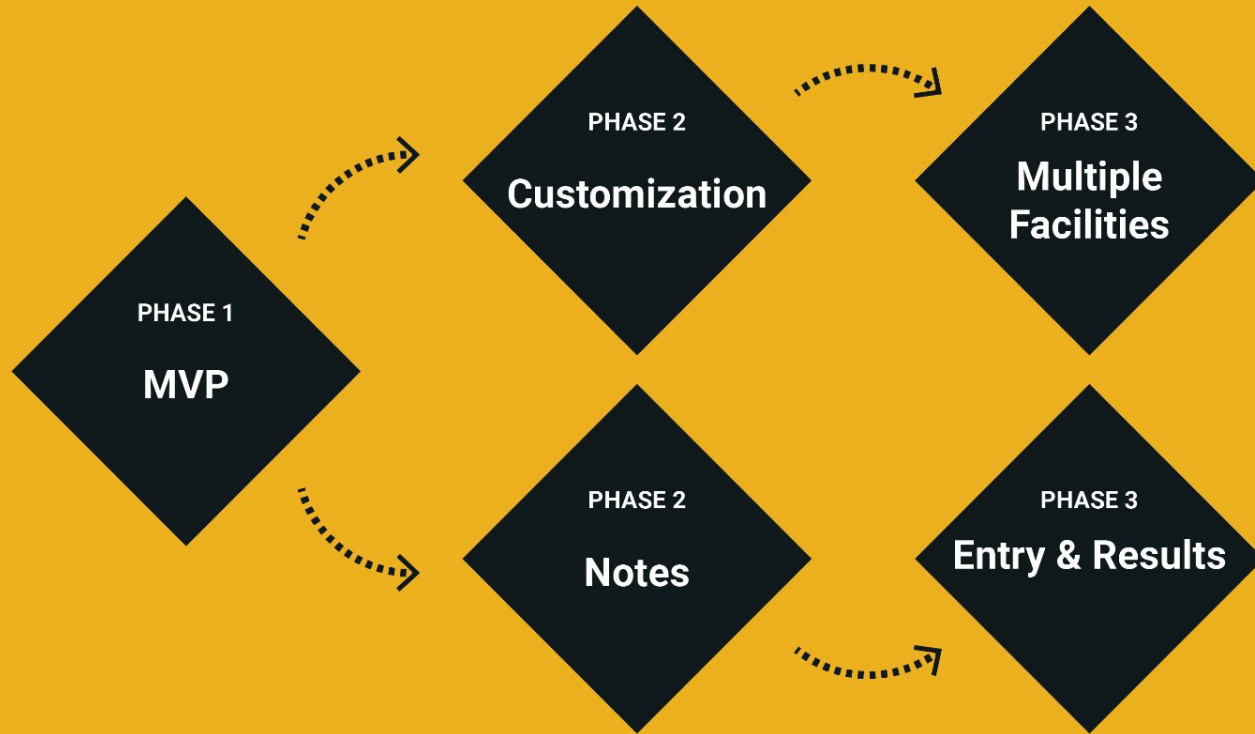 PHASE 1
MVP
PHASE 2
Customization
PHASE 3
Multiple
Facilities
PHASE 2
Notes
PHASE 3
Entry & Results